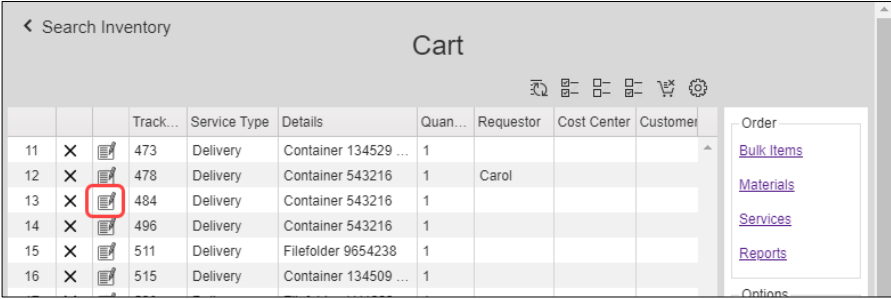 Search Inventory
Cart
Track... Service Type Details Quan... Requestor Cost Center Customer
11 473 Delivery Container 134529 ... 1
12 478 Delivery Container 543216 1 Carol
13 484 Delivery Container 543216 1
14 496 Delivery Container 543216 1
15 511 Delivery Filefolder 9654238 1
16 515 Delivery Container 134509 ... 1
Order
Bulk Items
Materials
Services
Reports
Options